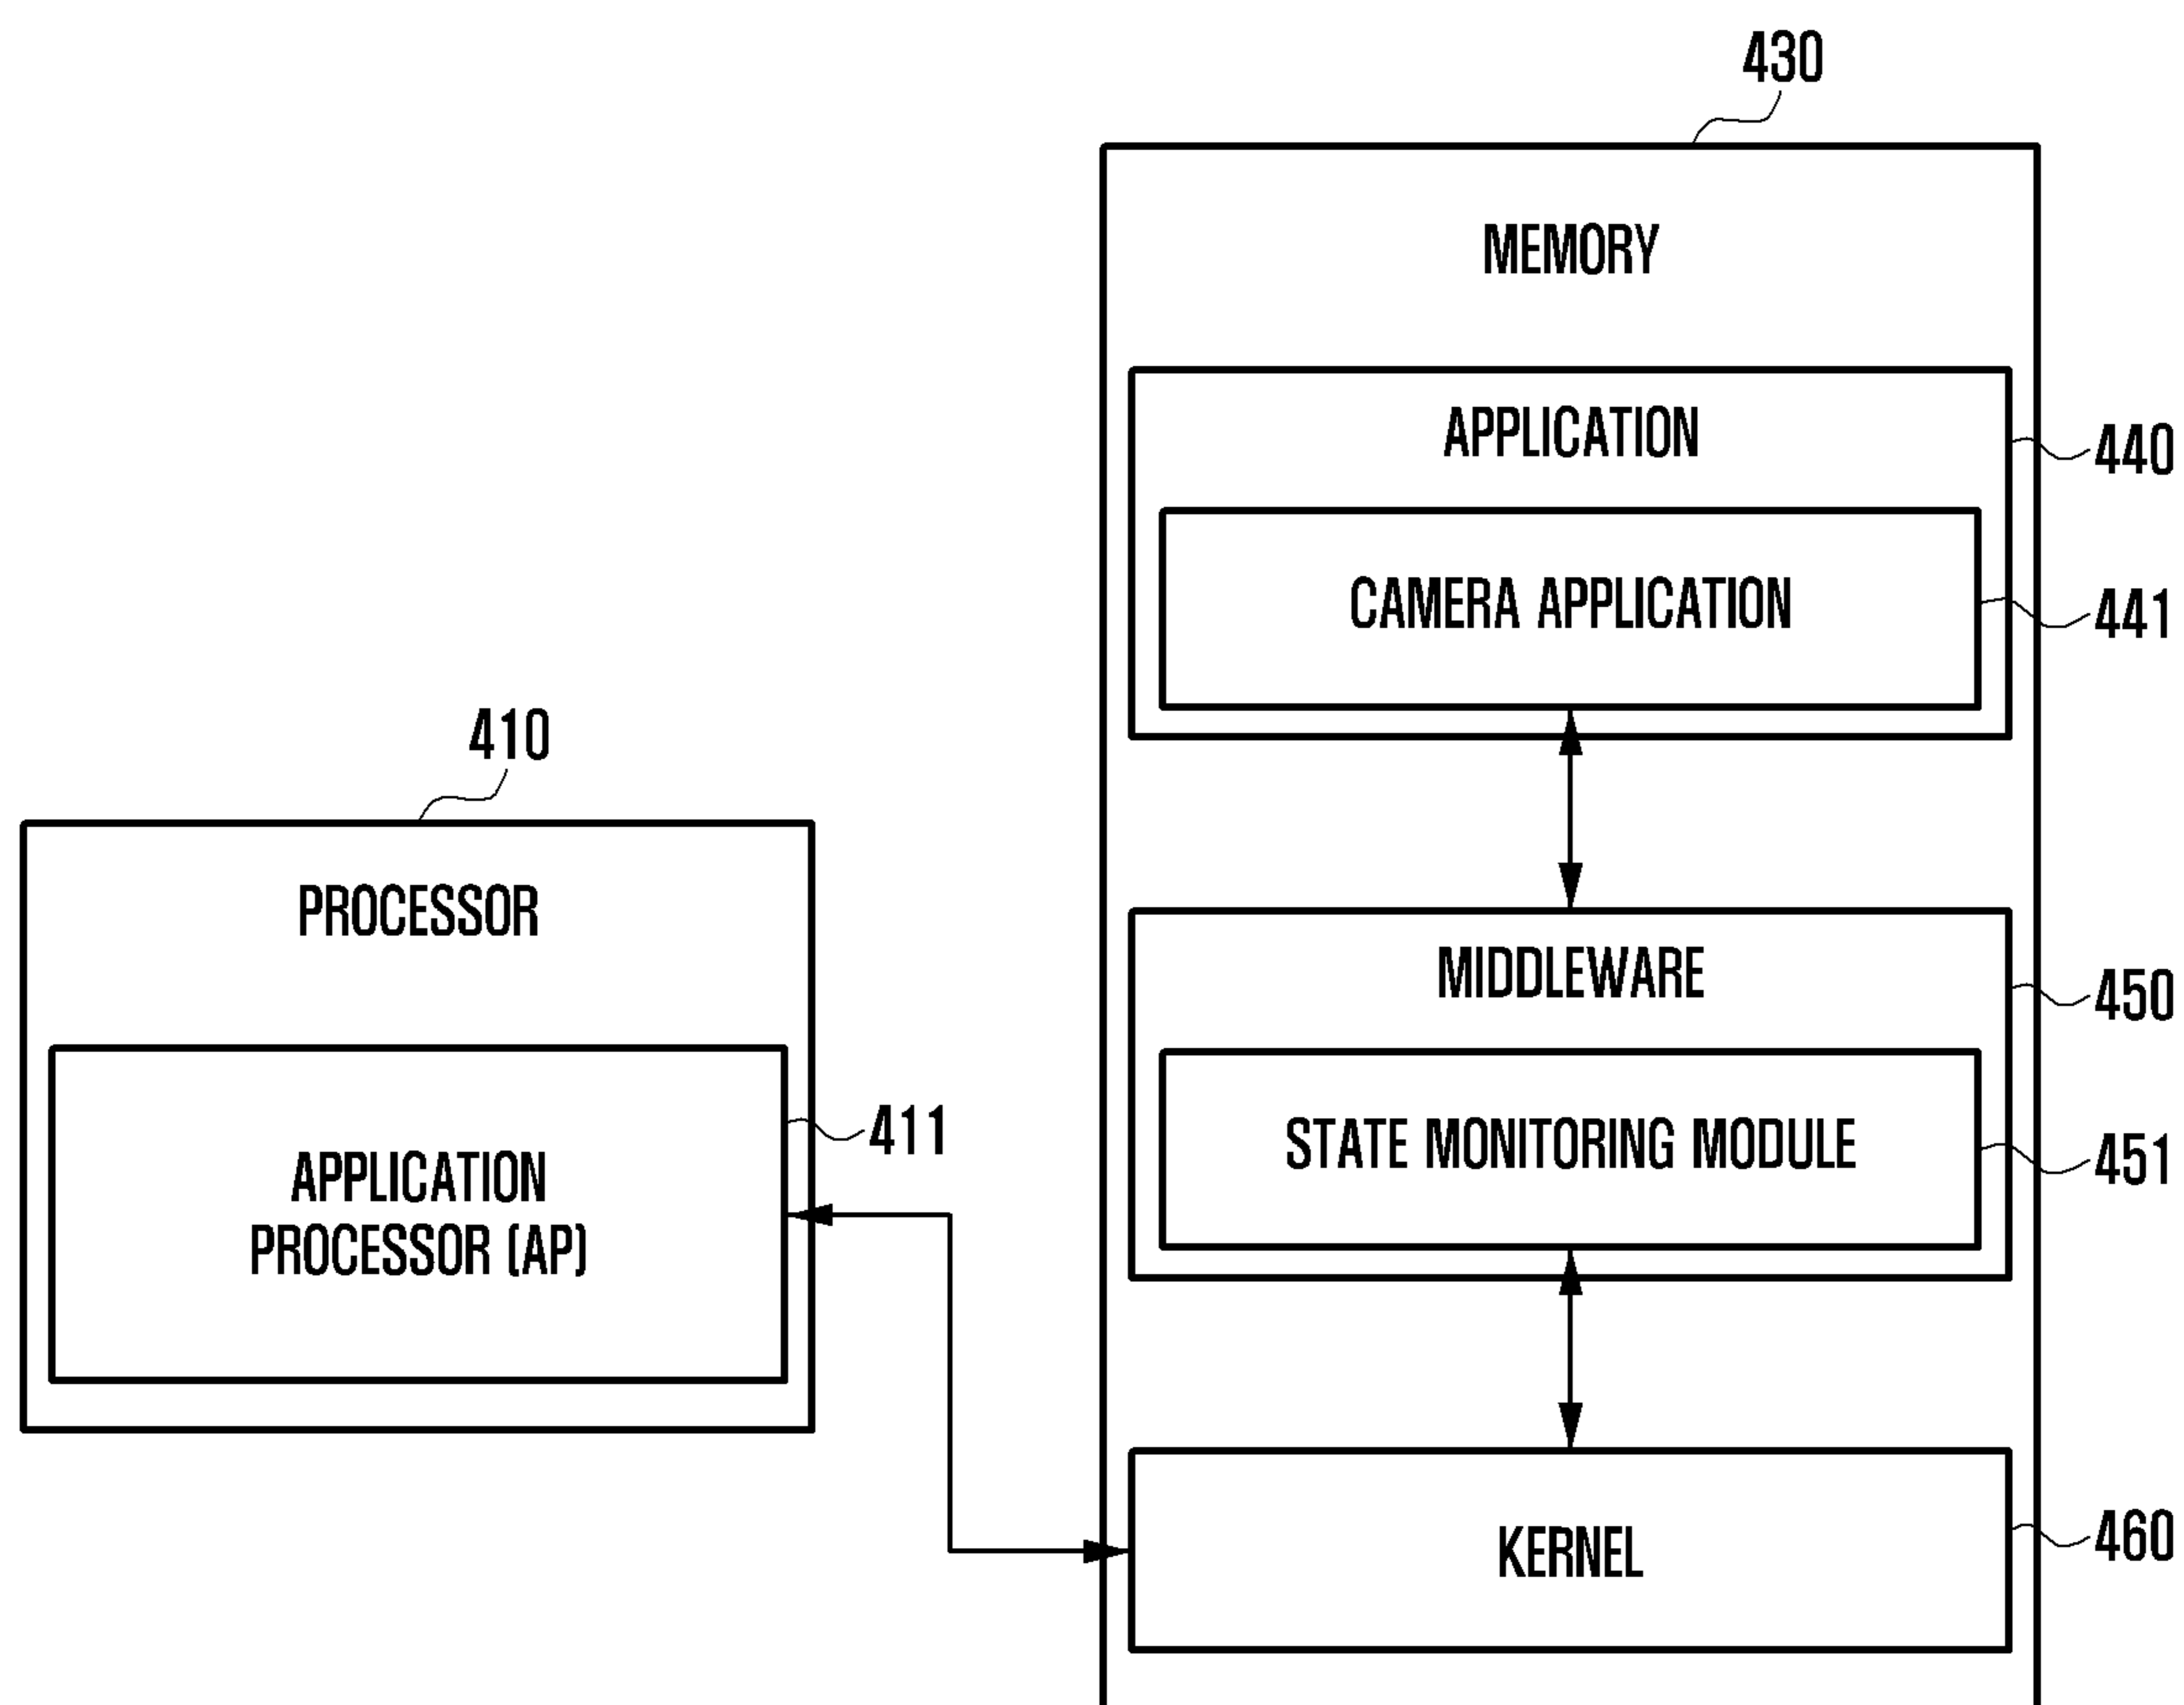 430
MEMORY
APPLICATION
440
CAMERA APPLICATION
441
410
PROCESSOR
APPLICATION
PROCESSOR (AP)
411
MIDDLEWARE
450
STATE MONITORING MODULE
451
KERNEL
460